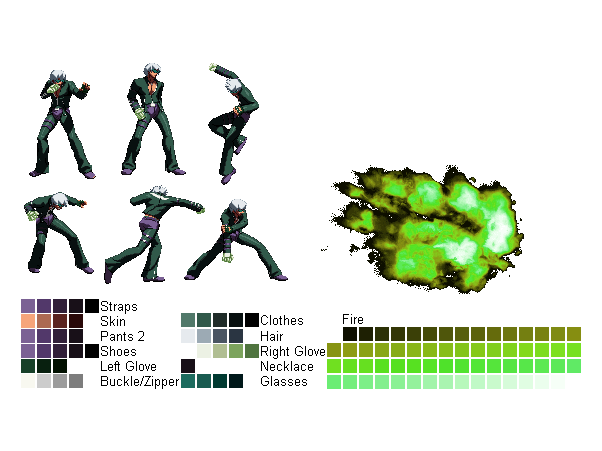 Straps
Skin
Pants 2
Shoes
Left Glove
Buckle/Zipper
Clothes
Hair
Right Glove
Necklace
Glasses
Fire